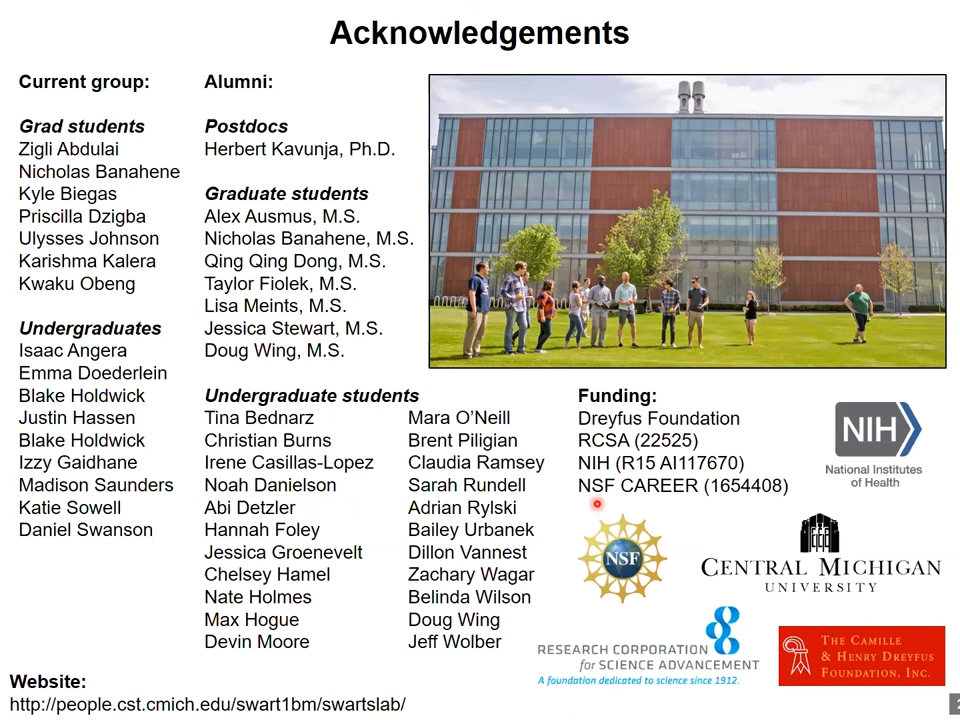 Acknowledgements
Current group:
Grad students
Zigli Abdulai
Nicholas Banahene
Kyle Biegas
Priscilla Dzigba
Ulysses Johnson
Karishma Kalera
Kwaku Obeng
Undergraduates
Isaac Angera
Emma Doederlein
Blake Holdwick
Justin Hassen
Blake Holdwick
Izzy Gaidhane
Madison Saunders
Katie Sowell
Daniel Swanson
Alumni:
Postdocs
Herbert Kavunja, Ph.D.
Graduate students
Alex Ausmus, M.S.
Nicholas Banahene, M.S.
Qing Qing Dong, M.S.
Taylor Fiolek, M.S.
Lisa Meints, M.S.
Jessica Stewart, M.S.
Doug Wing, M.S.
Undergraduate students
Tina Bednarz
Christian Burns
Irene Casillas-Lopez
Noah Danielson
Abi Detzler
Hannah Foley
Jessica Groenevelt
Chelsey Hamel
Nate Holmes
Max Hogue
Devin Moore
Mara O’Neill
Brent Piligian
Claudia Ramsey
Sarah Rundell
Adrian Rylski
Bailey Urbanek
Dillon Vannest
Zachary Wagar
Belinda Wilson
Doug Wing
Jeff Wolber
Funding:
Dreyfus Foundation
RCSA (22525)
NIH (R15 AI117670)
NSF CAREER (1654408)
NIH
National Institutes
of Health
NSF
CENTRAL MICHIGAN
UNIVERSITY
RESEARCH CORPORATION
for SCIENCE ADVANCEMENT
A foundation dedicated to science since 1912.
THE CAMILLE
& HENRY DREYFUS
FOUNDATION, INC.
Website:
http://people.cst.cmich.edu/swart1bm/swartslab/